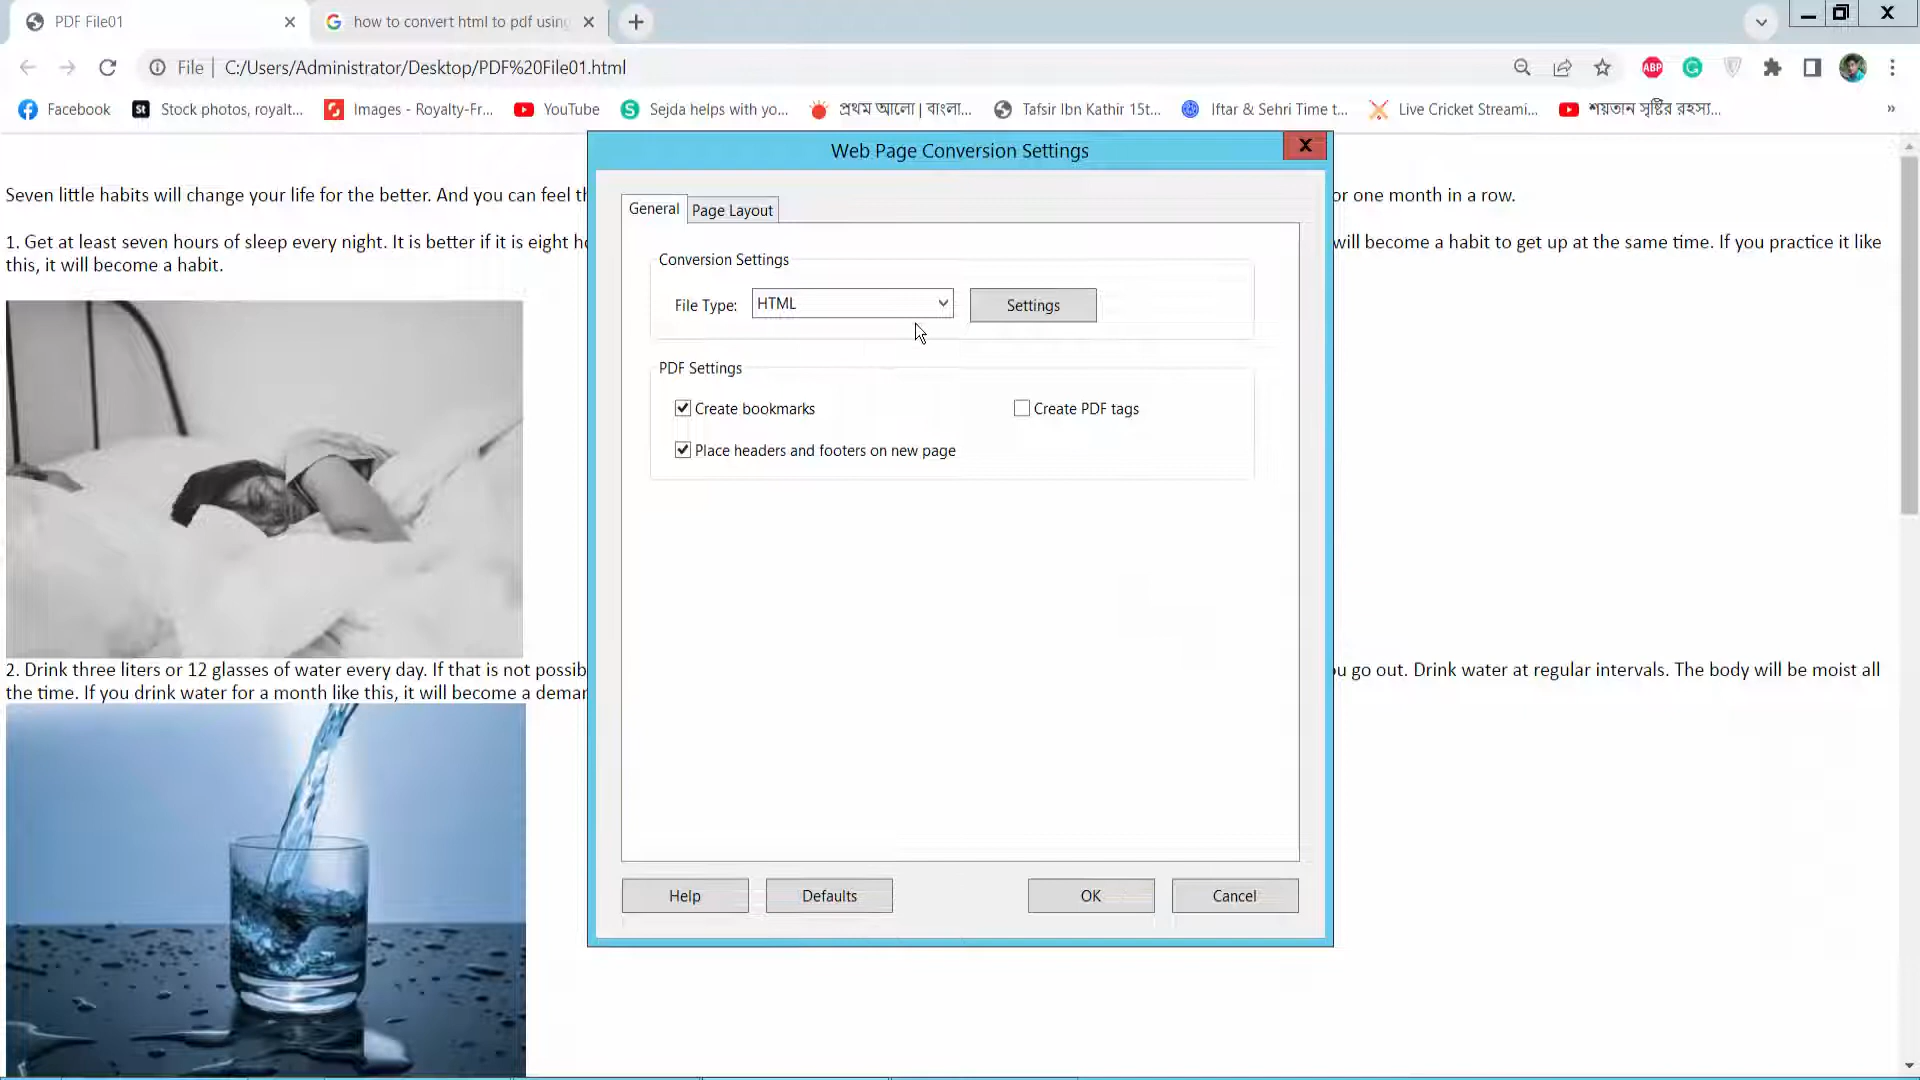 PDF File01
how to convert html to pdf using
File
C:/Users/Administrator/Desktop/PDF%20File01.html
ABP
Facebook
St
Stock photos, royalt...
Images - Royalty-Fr...
YouTube
S
Sejda helps with yo...
প্রথম আলো | বাংলা...
Tafsir Ibn Kathir 15t...
Iftar & Sehri Time t...
Live Cricket Streami...
শয়তান সৃষ্টির রহস্য...
»
Web Page Conversion Settings
Seven little habits will change your life for the better. And you can feel th
or one month in a row.
1. Get at least seven hours of sleep every night. It is better if it is eight ho
will become a habit to get up at the same time. If you practice it like
this, it will become a habit.
General
Page Layout
Conversion Settings
File Type:
HTML
Settings
PDF Settings
Create bookmarks
Create PDF tags
Place headers and footers on new page
2. Drink three liters or 12 glasses of water every day. If that is not possib
ou go out. Drink water at regular intervals. The body will be moist all
the time. If you drink water for a month like this, it will become a deman
Help
Defaults
OK
Cancel